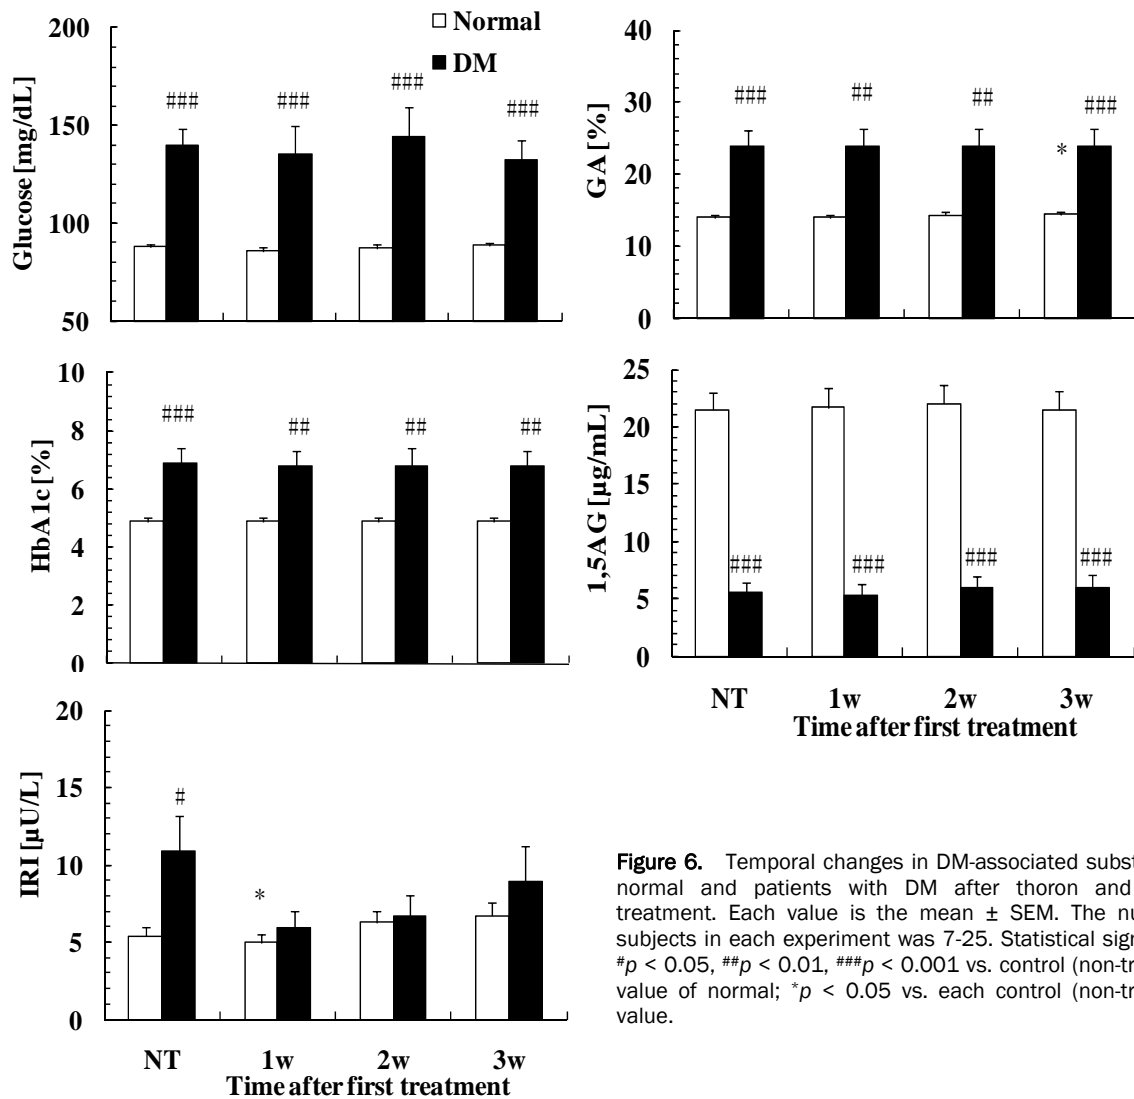 200
150
100
50
Glucose [mg/dL]
Normal
DM
###
###
###
###
40
30
20
10
0
GA [%]
###
##
##
*
###
10
8
6
4
2
0
HbA1c [%]
###
##
##
##
25
20
15
10
5
0
1,5AG [µg/mL]
###
###
###
###
NT 1w 2w 3w
Time after first treatment
20
15
10
5
0
IRI [µU/L]
#
*
NT 1w 2w 3w
Time after first treatment
Figure 6. Temporal changes in DM-associated subst
normal and patients with DM after thoron and
treatment. Each value is the mean ± SEM. The nu
subjects in each experiment was 7-25. Statistical sign
#p < 0.05, ##p < 0.01, ###p < 0.001 vs. control (non-tr
value of normal; *p < 0.05 vs. each control (non-tr
value.